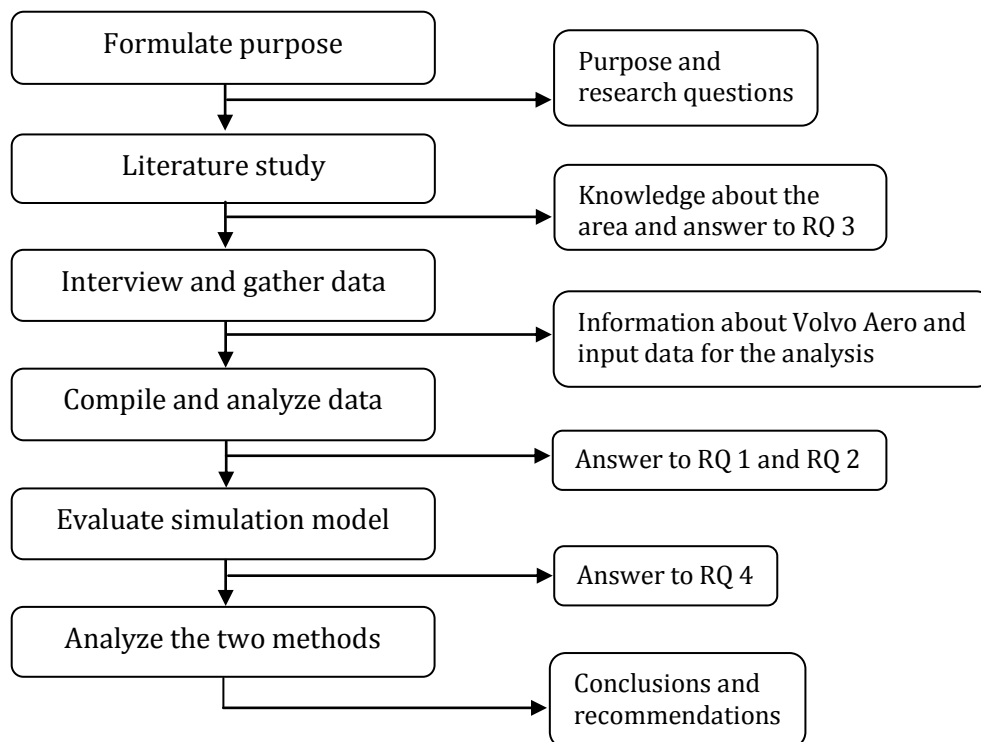 Formulate purpose
Purpose and
research questions
Literature study
Knowledge about the
area and answer to RQ 3
Interview and gather data
Information about Volvo Aero and
input data for the analysis
Compile and analyze data
Answer to RQ 1 and RQ 2
Evaluate simulation model
Answer to RQ 4
Analyze the two methods
Conclusions and
recommendations